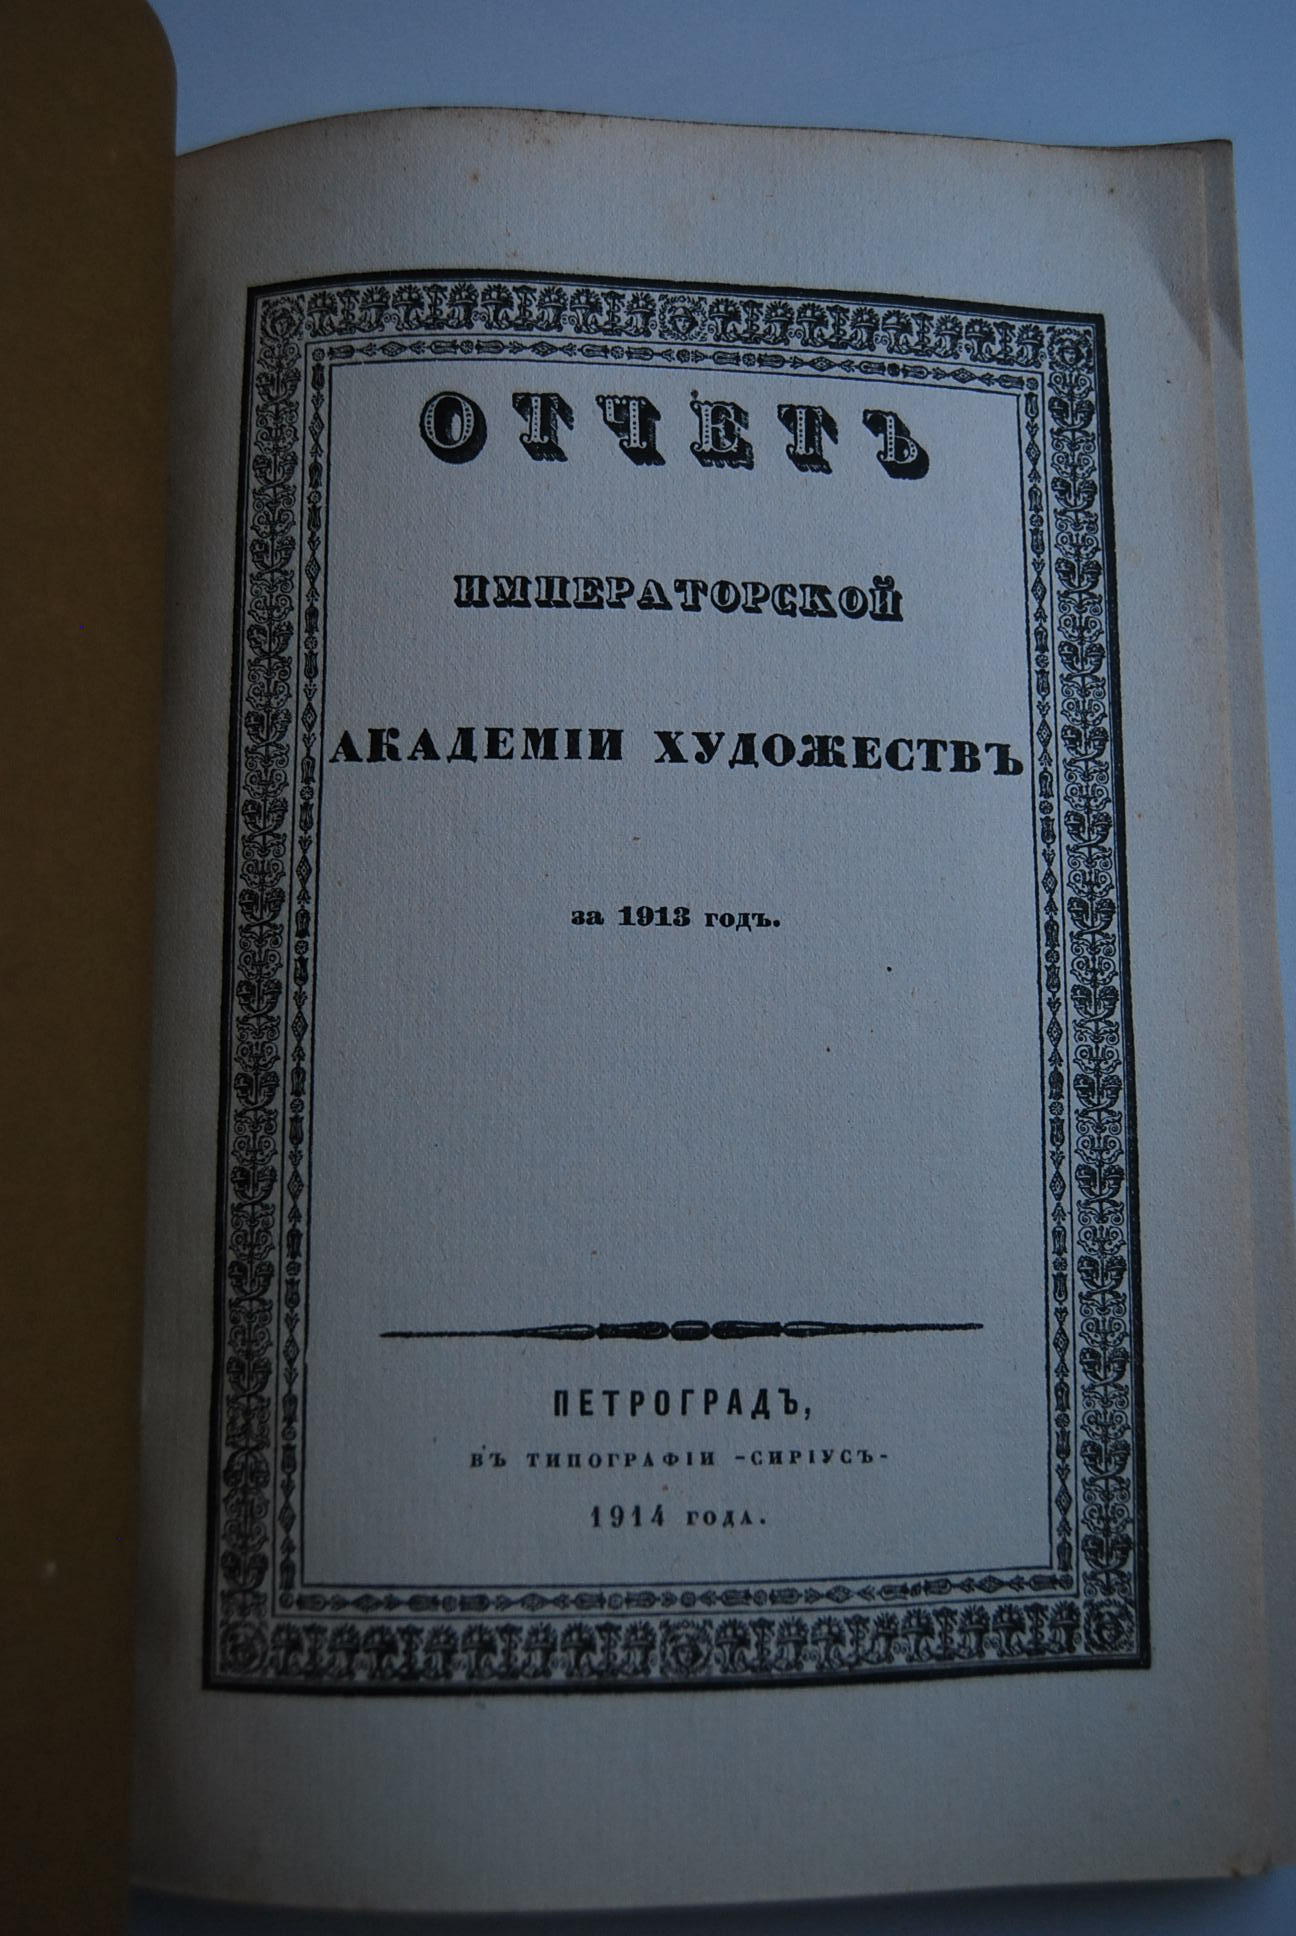 ОТЧЕТЪ
ИМПЕРАТОРСКОЙ
АКАДЕМІИ ХУДОЖЕСТВЪ
за 1913 годъ.
ПЕТРОГРАДЪ,
ВЪ ТИПОГРАФІИ -СИРІУСЪ-
1914 ГОДА.